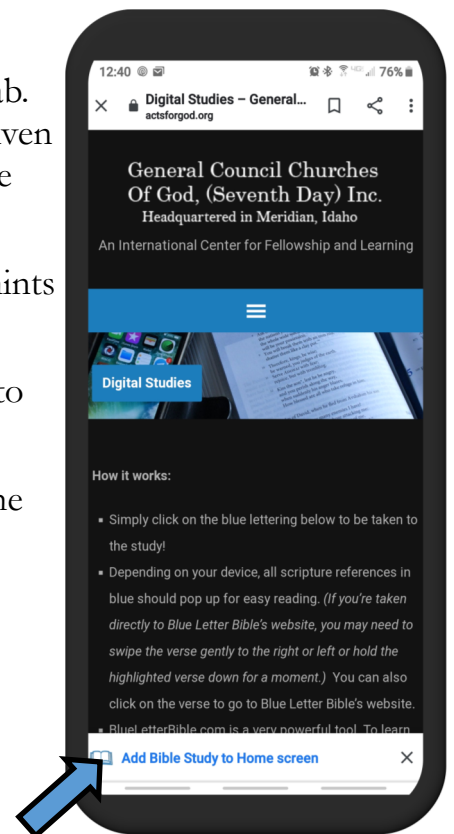 ab.
ven
e
ints
to
ne
12:40 76%
Digital Studies – General...
actsforgod.org
General Council Churches
Of God, (Seventh Day) Inc.
Headquartered in Meridian, Idaho
An International Center for Fellowship and Learning
Digital Studies
How it works:
▪ Simply click on the blue lettering below to be taken to
the study!
▪ Depending on your device, all scripture references in
blue should pop up for easy reading. (If you're taken
directly to Blue Letter Bible's website, you may need to
swipe the verse gently to the right or left or hold the
highlighted verse down for a moment.) You can also
click on the verse to go to Blue Letter Bible's website.
▪ BlueLetterBible.com is a very powerful tool. To learn
Add Bible Study to Home screen